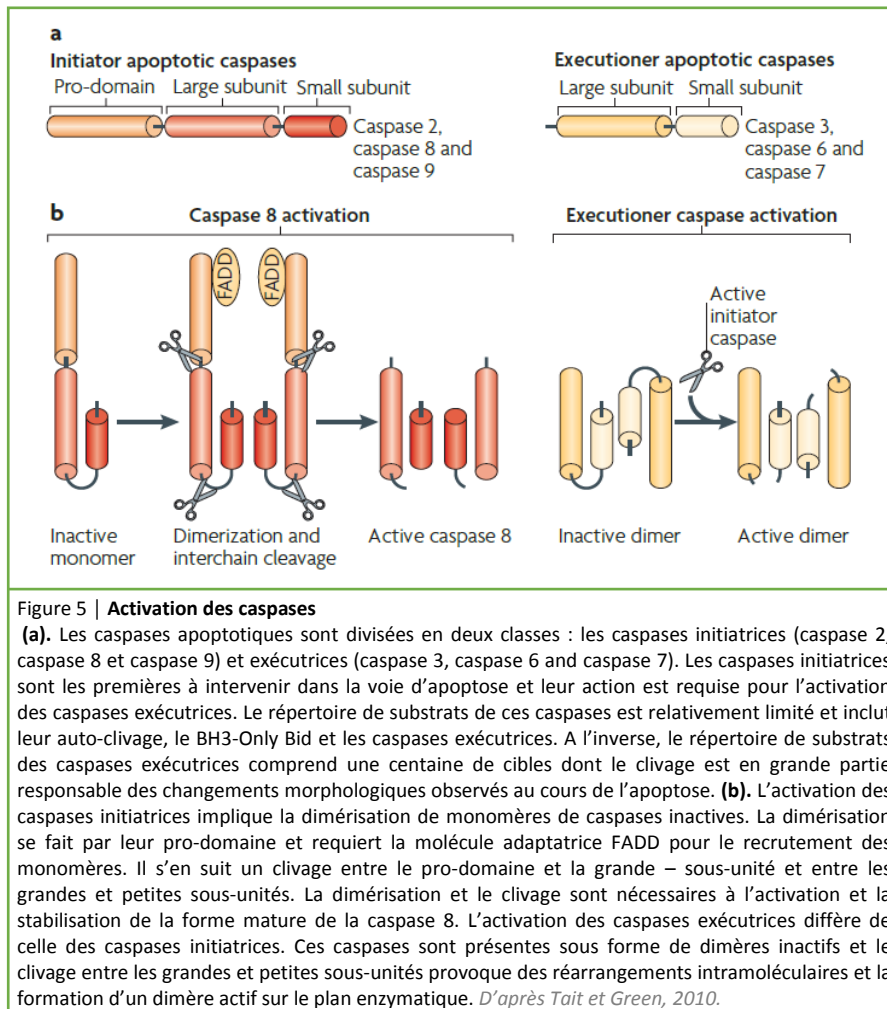 a
Initiator apoptotic caspases
Pro-domain Large subunit Small subunit
Caspase 2,
caspase 8 and
caspase 9
Executioner apoptotic caspases
Large subunit Small subunit
Caspase 3,
caspase 6 and
caspase 7
b
Caspase 8 activation
FADD
FADD
Inactive
monomer
Dimerization and
interchain cleavage
Active caspase 8
Executioner caspase activation
Active
initiator
caspase
Inactive dimer
Active dimer
Figure 5 | Activation des caspases
(a). Les caspases apoptotiques sont divisées en deux classes : les caspases initiatrices (caspase 2,
caspase 8 et caspase 9) et exécutrices (caspase 3, caspase 6 and caspase 7). Les caspases initiatrices
sont les premières à intervenir dans la voie d’apoptose et leur action est requise pour l’activation
des caspases exécutrices. Le répertoire de substrats de ces caspases est relativement limité et inclut
leur auto-clivage, le BH3-Only Bid et les caspases exécutrices. A l’inverse, le répertoire de substrats
des caspases exécutrices comprend une centaine de cibles dont le clivage est en grande partie
responsable des changements morphologiques observés au cours de l’apoptose. (b). L’activation des
caspases initiatrices implique la dimérisation de monomères de caspases inactives. La dimérisation
se fait par leur pro-domaine et requiert la molécule adaptatrice FADD pour le recrutement des
monomères. Il s’en suit un clivage entre le pro-domaine et la grande – sous-unité et entre les
grandes et petites sous-unités. La dimérisation et le clivage sont nécessaires à l’activation et la
stabilisation de la forme mature de la caspase 8. L’activation des caspases exécutrices diffère de
celle des caspases initiatrices. Ces caspases sont présentes sous forme de dimères inactifs et le
clivage entre les grandes et petites sous-unités provoque des réarrangements intramoléculaires et la
formation d’un dimère actif sur le plan enzymatique. D’après Tait et Green, 2010.